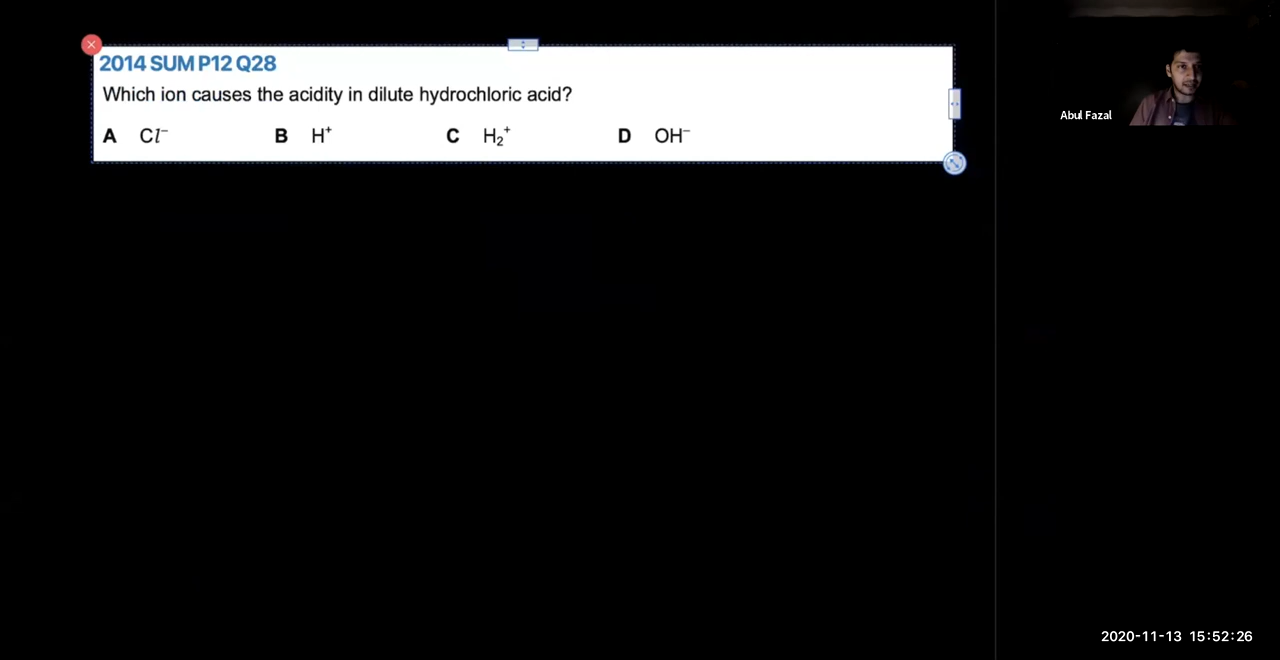 2014 SUM P12 Q28
Which ion causes the acidity in dilute hydrochloric acid?
A Cl⁻ B H⁺ C H₂⁺ D OH⁻
Abul Fazal
2020-11-13 15:52:26